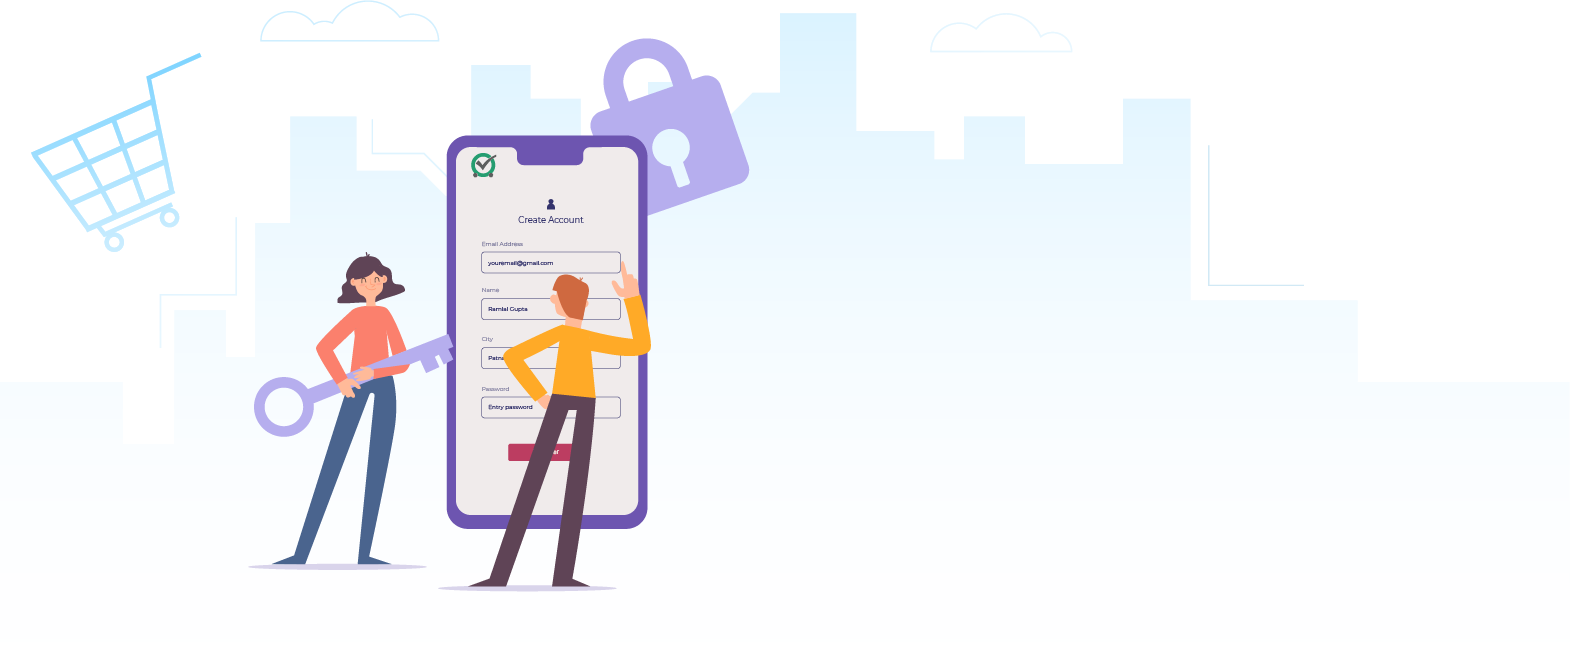 Create Account
Email Address
youremail@gmail.com
Name
Ramlal Gupta
City
Password
Entry password